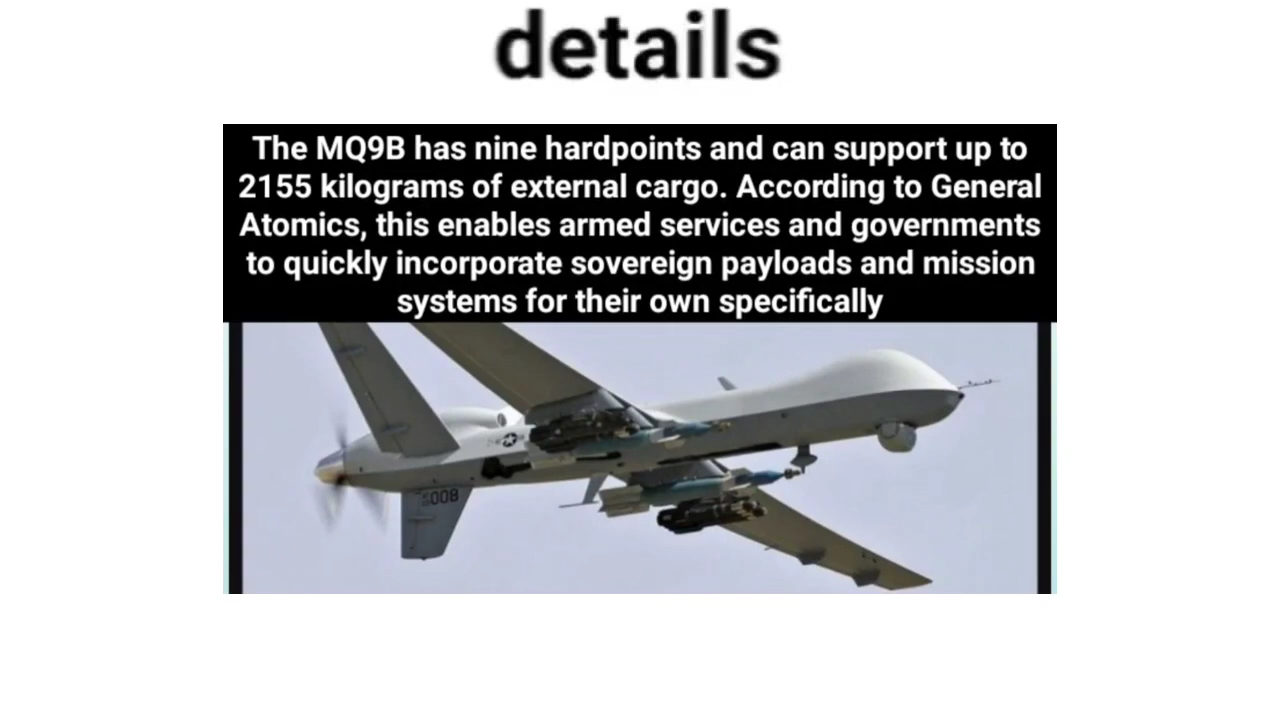 details
The MQ9B has nine hardpoints and can support up to
2155 kilograms of external cargo. According to General
Atomics, this enables armed services and governments
to quickly incorporate sovereign payloads and mission
systems for their own specifically
008